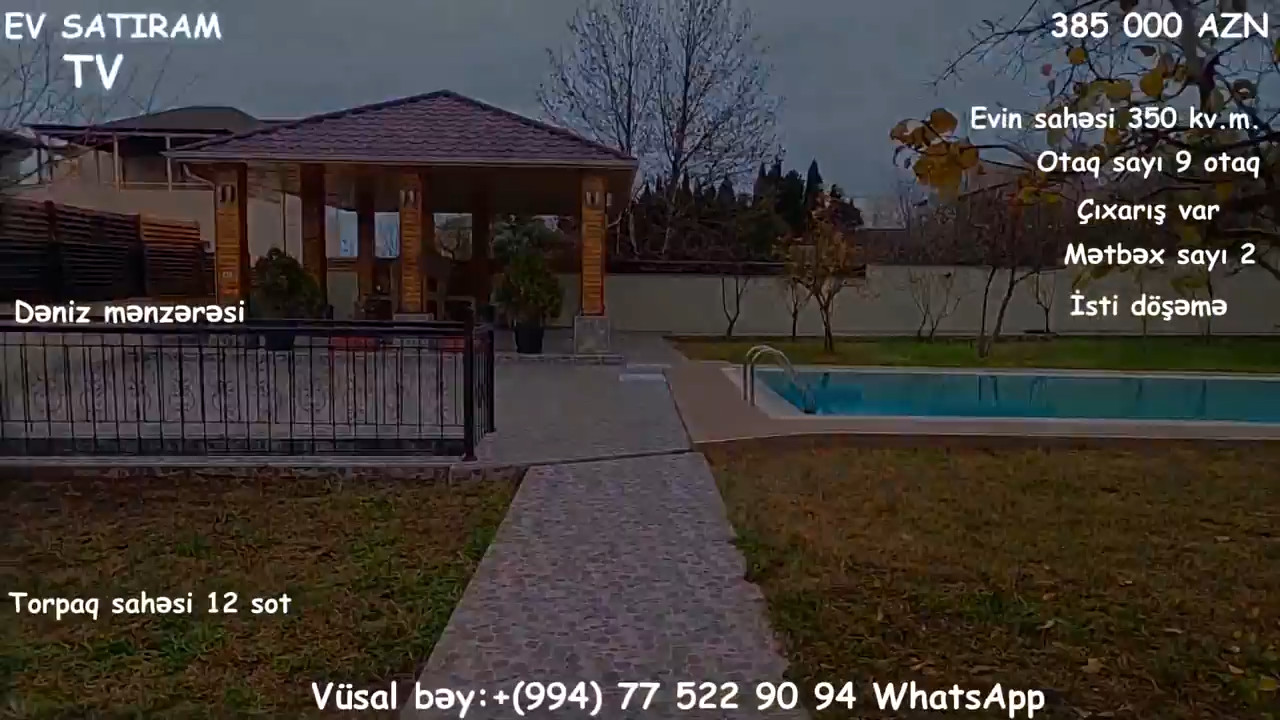 EV SATIRAM
TV
385 000 AZN
Evin sahəsi 350 kv.m.
Otaq sayı 9 otaq
Çıxarış var
Mətbəx sayı 2
İsti döşəmə
Dəniz mənzərəsi
Torpaq sahəsi 12 sot
Vüsal bəy:+(994) 77 522 90 94 WhatsApp